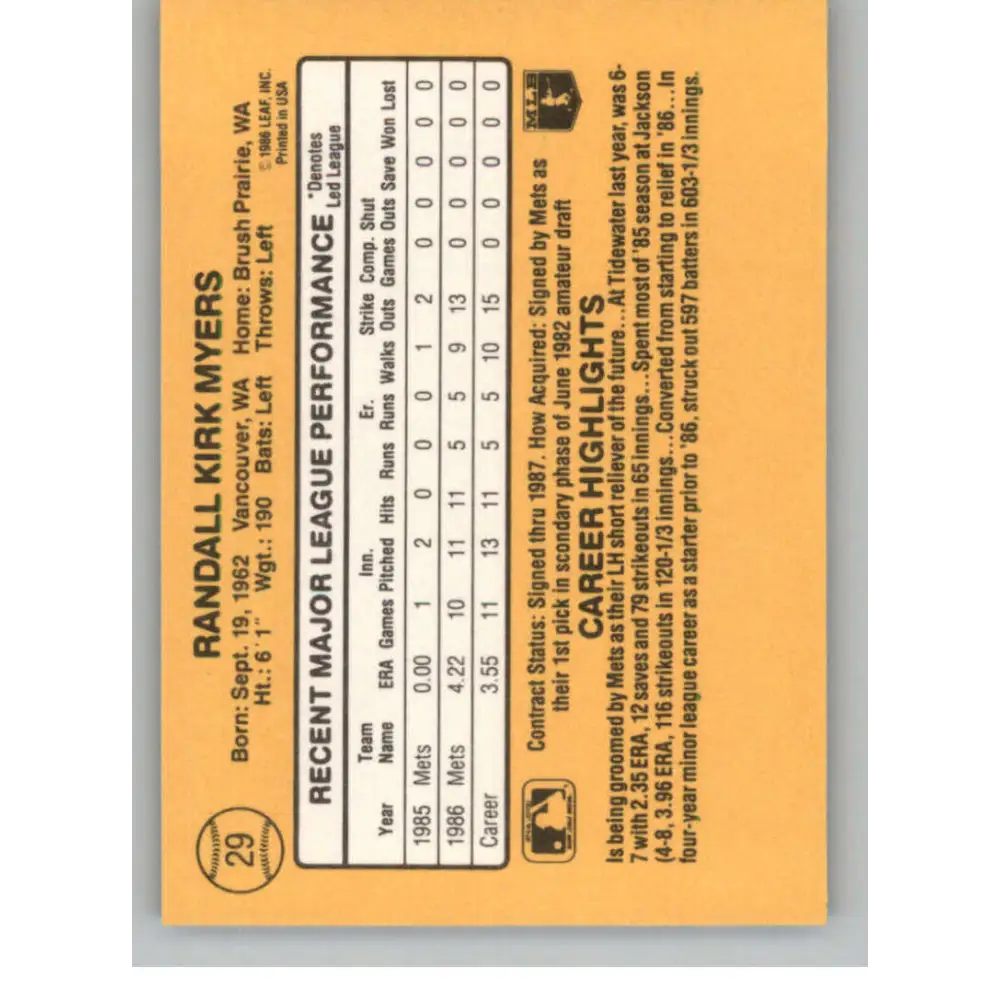 29
RANDALL KIRK MYERS
Born: Sept. 19, 1962 Vancouver, WA Home: Brush Prairie, WA
Ht.: 6'1" Wgt.: 190 Bats: Left Throws: Left
© 1986 LEAF, INC.
Printed in USA
RECENT MAJOR LEAGUE PERFORMANCE
*Denotes
Led League
Team Inn. Er. Strike Comp. Shut
Year Name ERA Games Pitched Hits Runs Runs Walks Outs Games Outs Save Won Lost
1985 Mets 0.00 1 2 0 0 0 1 2 0 0 0 0 0
1986 Mets 4.22 10 11 11 5 5 9 13 0 0 0 0 0
Career 3.55 11 13 11 5 5 10 15 0 0 0 0 0
Contract Status: Signed thru 1987. How Acquired: Signed by Mets as
their 1st pick in scondary phase of June 1982 amateur draft
MLB
CAREER HIGHLIGHTS
Is being groomed by Mets as their LH short reliever of the future...At Tidewater last year, was 6-
7 with 2.35 ERA, 12 saves and 79 strikeouts in 65 innings...Spent most of '85 season at Jackson
(4-8, 3.96 ERA, 116 strikeouts in 120-1/3 innings...Converted from starting to relief in '86...In
four-year minor league career as a starter prior to '86, struck out 597 batters in 603-1/3 innings.